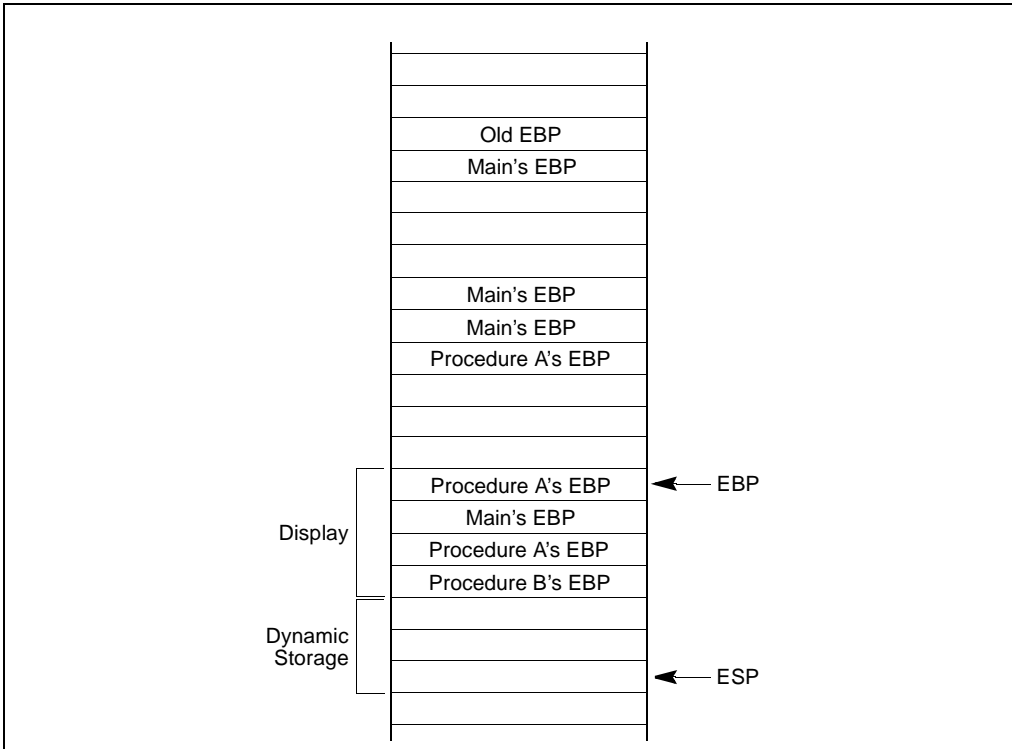 Old EBP
Main's EBP
Main's EBP
Main's EBP
Procedure A's EBP
Procedure A's EBP
EBP
Main's EBP
Display
Procedure A's EBP
Procedure B's EBP
Dynamic
Storage
ESP